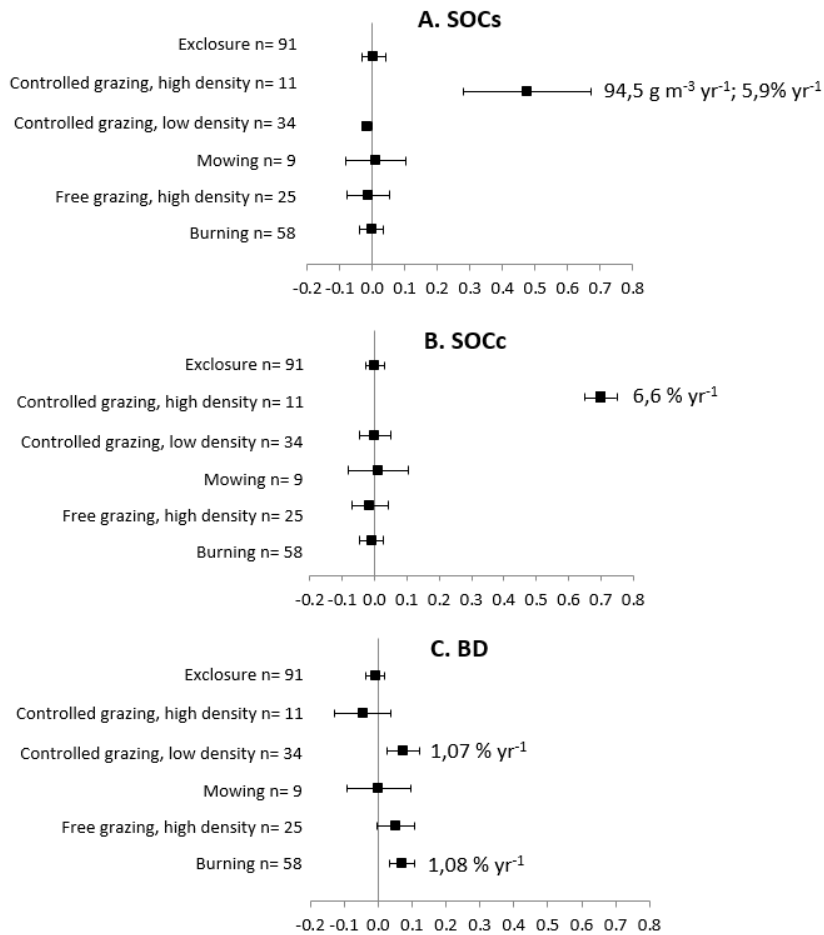 A. SOCs
Exclosure n= 91
Controlled grazing, high density n= 11
94,5 g m⁻³ yr⁻¹; 5,9% yr⁻¹
Controlled grazing, low density n= 34
Mowing n= 9
Free grazing, high density n= 25
Burning n= 58
-0.2 -0.1 0.0 0.1 0.2 0.3 0.4 0.5 0.6 0.7 0.8
B. SOCc
Exclosure n= 91
Controlled grazing, high density n= 11
6,6 % yr⁻¹
Controlled grazing, low density n= 34
Mowing n= 9
Free grazing, high density n= 25
Burning n= 58
-0.2 -0.1 0.0 0.1 0.2 0.3 0.4 0.5 0.6 0.7 0.8
C. BD
Exclosure n= 91
Controlled grazing, high density n= 11
Controlled grazing, low density n= 34
1,07 % yr⁻¹
Mowing n= 9
Free grazing, high density n= 25
Burning n= 58
1,08 % yr⁻¹
-0.2 -0.1 0.0 0.1 0.2 0.3 0.4 0.5 0.6 0.7 0.8